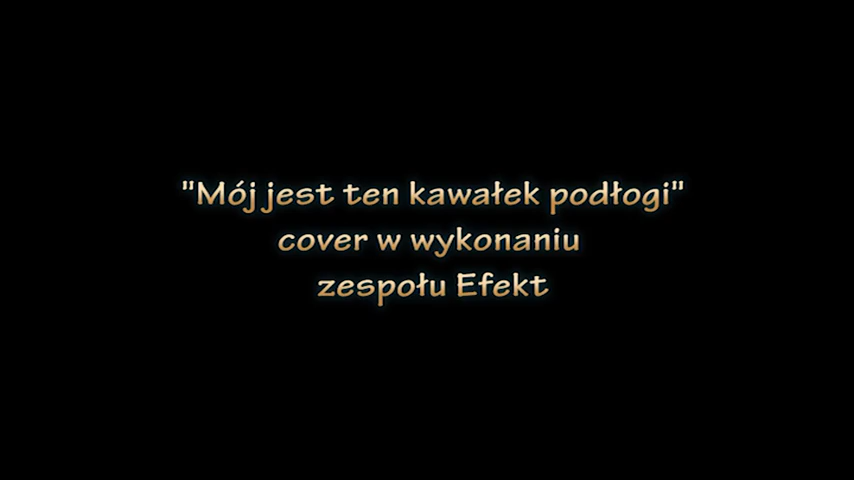 "Mój jest ten kawałek podłogi"
cover w wykonaniu
zespołu Efekt